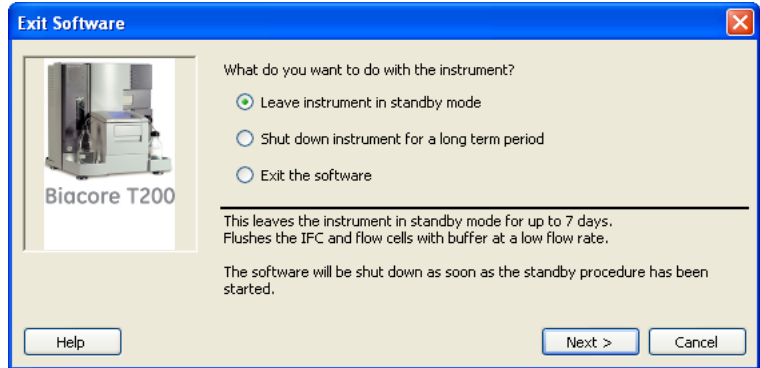 Exit Software
Biacore T200
What do you want to do with the instrument?
Leave instrument in standby mode
Shut down instrument for a long term period
Exit the software
This leaves the instrument in standby mode for up to 7 days.
Flushes the IFC and flow cells with buffer at a low flow rate.
The software will be shut down as soon as the standby procedure has been
started.
Help
Next >
Cancel